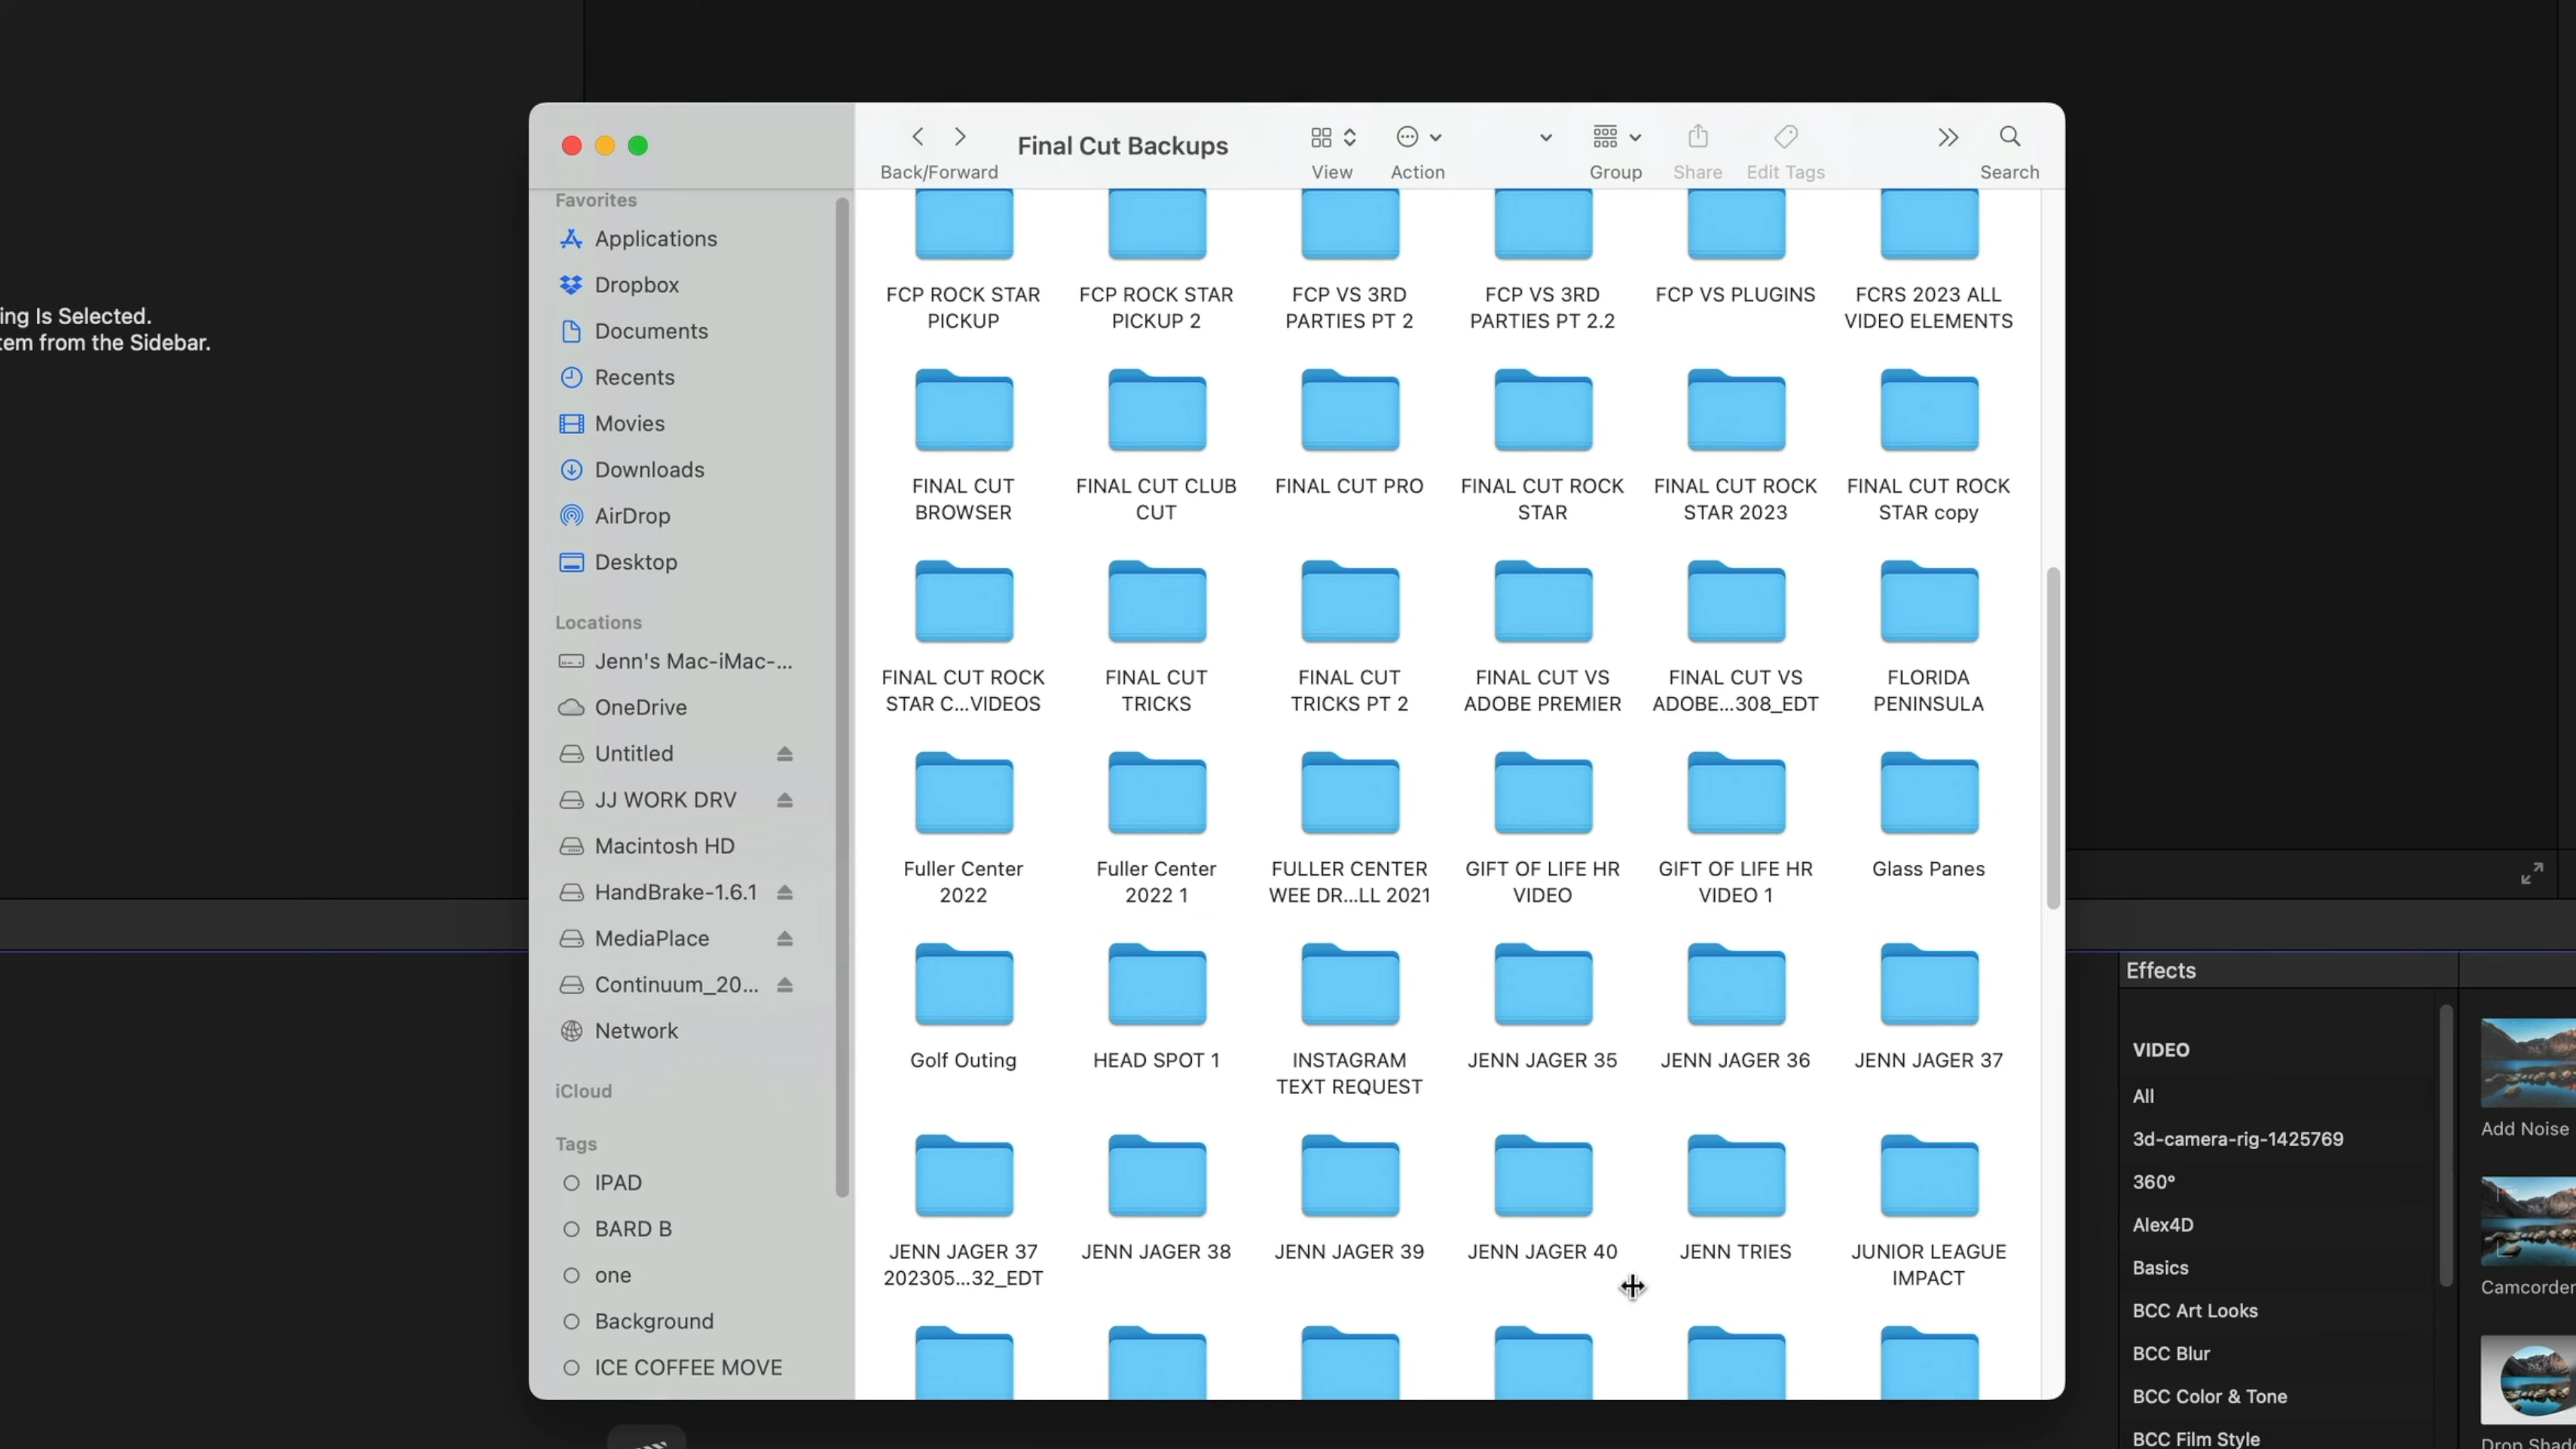 ing Is Selected.
tem from the Sidebar.
Final Cut Backups
Back/Forward
View
Action
Group
Share
Edit Tags
Search
Favorites
Applications
Dropbox
Documents
Recents
Movies
Downloads
AirDrop
Desktop
Locations
Jenn's Mac-iMac-...
OneDrive
Untitled
JJ WORK DRV
Macintosh HD
HandBrake-1.6.1
MediaPlace
Continuum_20...
Network
iCloud
Tags
IPAD
BARD B
one
Background
ICE COFFEE MOVE
FCP ROCK STAR
PICKUP
FCP ROCK STAR
PICKUP 2
FCP VS 3RD
PARTIES PT 2
FCP VS 3RD
PARTIES PT 2.2
FCP VS PLUGINS
FCRS 2023 ALL
VIDEO ELEMENTS
FINAL CUT
BROWSER
FINAL CUT CLUB
CUT
FINAL CUT PRO
FINAL CUT ROCK
STAR
FINAL CUT ROCK
STAR 2023
FINAL CUT ROCK
STAR copy
FINAL CUT ROCK
STAR C...VIDEOS
FINAL CUT
TRICKS
FINAL CUT
TRICKS PT 2
FINAL CUT VS
ADOBE PREMIER
FINAL CUT VS
ADOBE...308_EDT
FLORIDA
PENINSULA
Fuller Center
2022
Fuller Center
2022 1
FULLER CENTER
WEE DR...LL 2021
GIFT OF LIFE HR
VIDEO
GIFT OF LIFE HR
VIDEO 1
Glass Panes
Golf Outing
HEAD SPOT 1
INSTAGRAM
TEXT REQUEST
JENN JAGER 35
JENN JAGER 36
JENN JAGER 37
JENN JAGER 37
202305...32_EDT
JENN JAGER 38
JENN JAGER 39
JENN JAGER 40
JENN TRIES
JUNIOR LEAGUE
IMPACT
Effects
VIDEO
All
3d-camera-rig-1425769
360°
Alex4D
Basics
BCC Art Looks
BCC Blur
BCC Color & Tone
BCC Film Style
Add Noise
Camcorder
Drop Shad